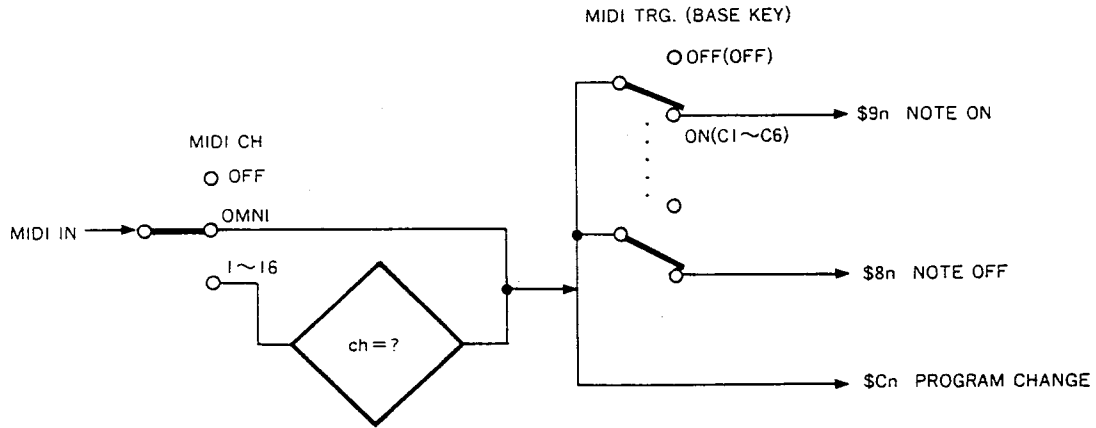 MIDI TRG. (BASE KEY)
OFF(OFF)
$9n NOTE ON
ON(C1～C6)
MIDI CH
OFF
OMNI
MIDI IN
1～16
$8n NOTE OFF
ch=?
$Cn PROGRAM CHANGE